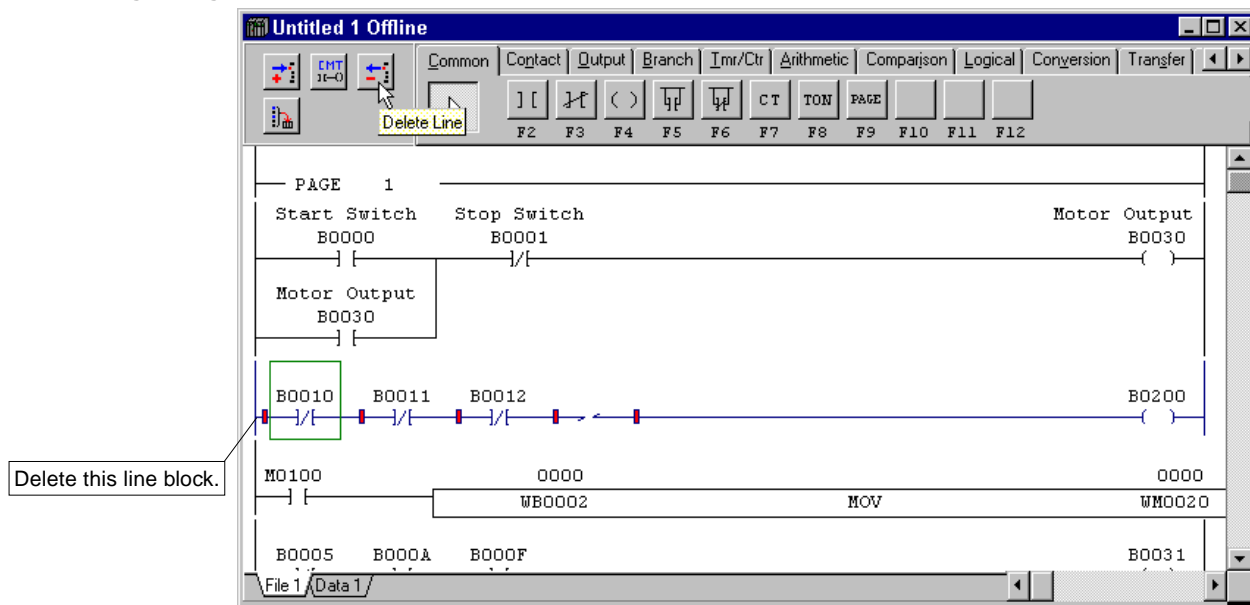 Untitled 1 Offline
CMT
Delete Line
Common Contact Output Branch Tmr/Ctr Arithmetic Comparison Logical Conversion Transfer
CT TON PAGE
F2 F3 F4 F5 F6 F7 F8 F9 F10 F11 F12
PAGE 1
Start Switch Stop Switch Motor Output
B0000 B0001 B0030
Motor Output
B0030
B0010 B0011 B0012 B0200
Delete this line block.
M0100 0000 0000
WB0002 MOV WM0020
B0005 B000A B000F B0031
File 1 Data 1